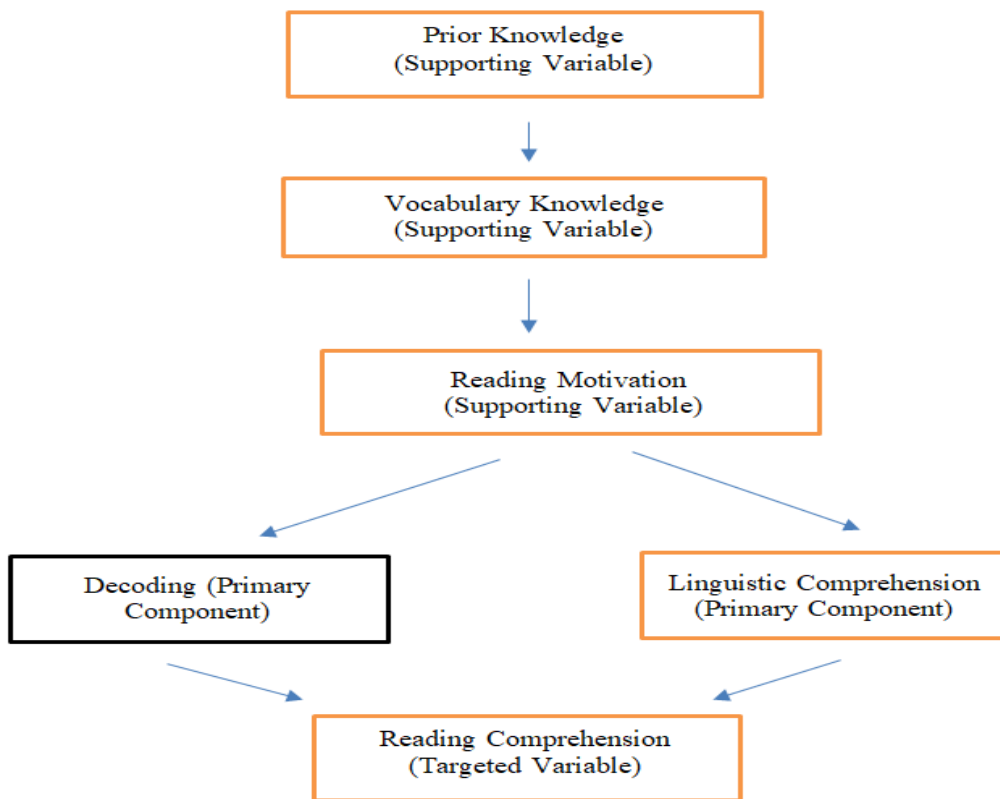 Prior Knowledge
(Supporting Variable)
Vocabulary Knowledge
(Supporting Variable)
Reading Motivation
(Supporting Variable)
Decoding (Primary
Component)
Linguistic Comprehension
(Primary Component)
Reading Comprehension
(Targeted Variable)